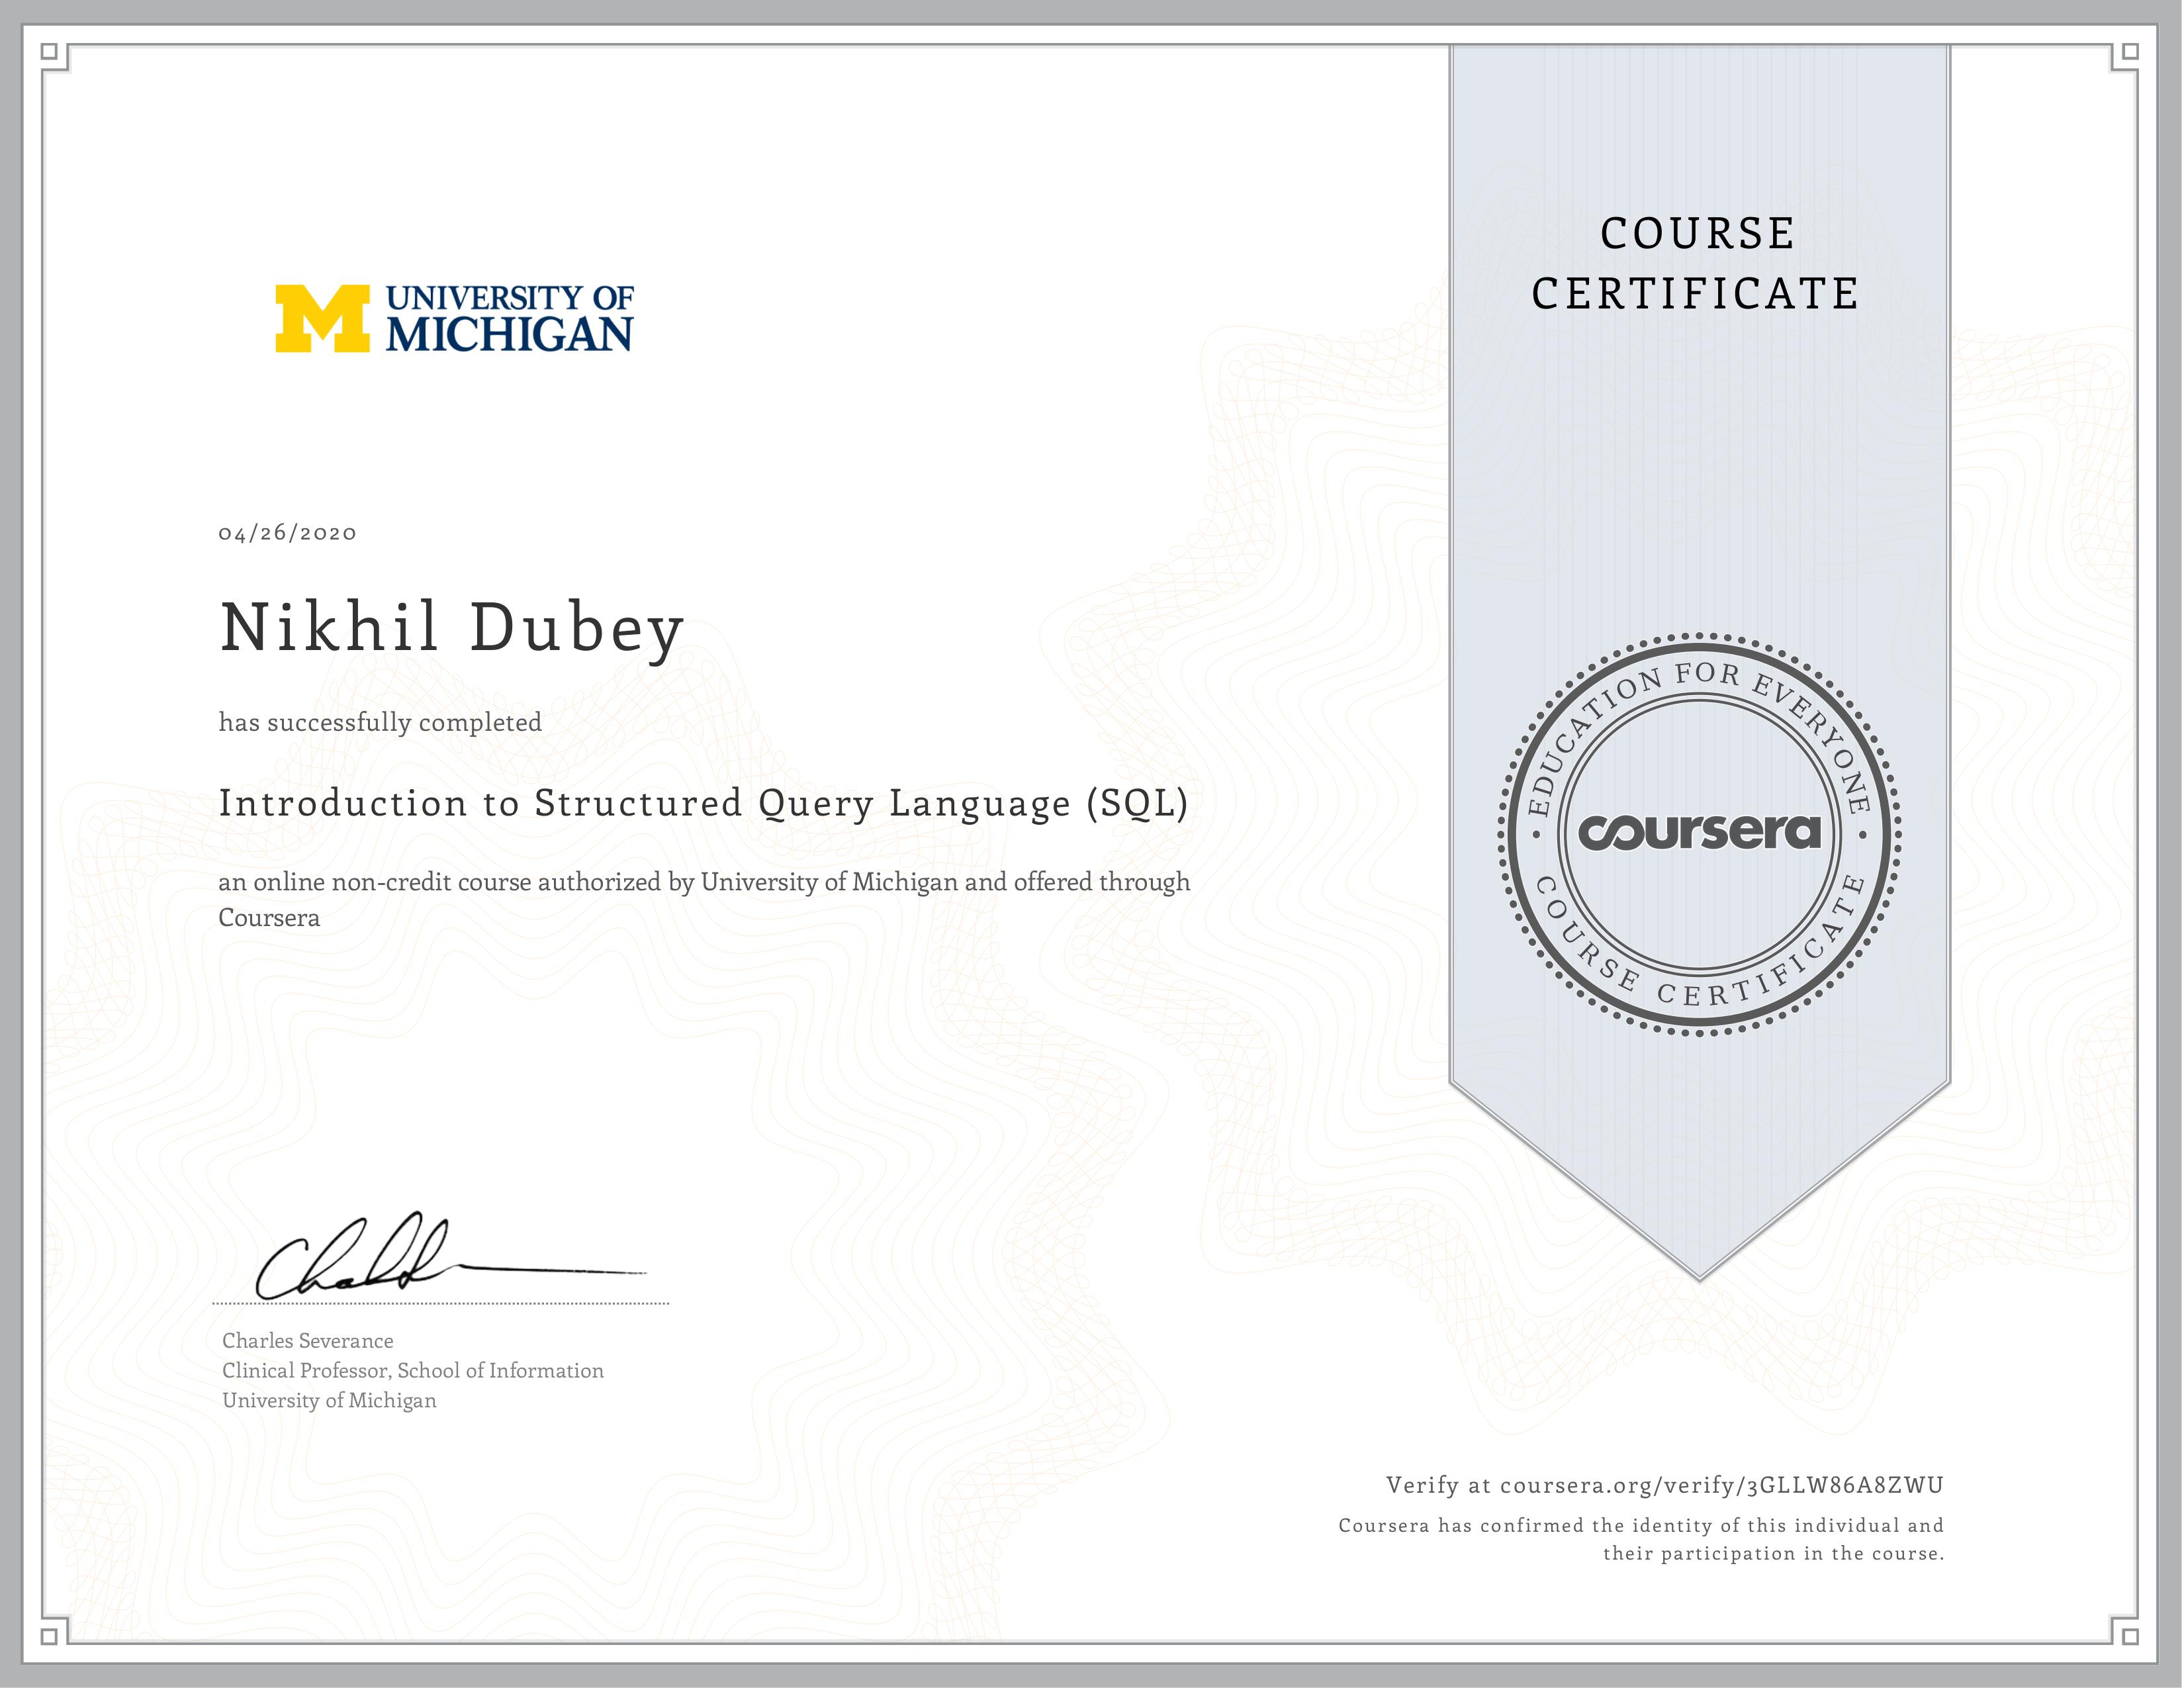 UNIVERSITY OF
MICHIGAN
COURSE
CERTIFICATE
04/26/2020
Nikhil Dubey
has successfully completed
Introduction to Structured Query Language (SQL)
an online non-credit course authorized by University of Michigan and offered through
Coursera
EDUCATION FOR EVERYONE
coursera
COURSE CERTIFICATE
Charles Severance
Clinical Professor, School of Information
University of Michigan
Verify at coursera.org/verify/3GLLW86A8ZWU
Coursera has confirmed the identity of this individual and
their participation in the course.